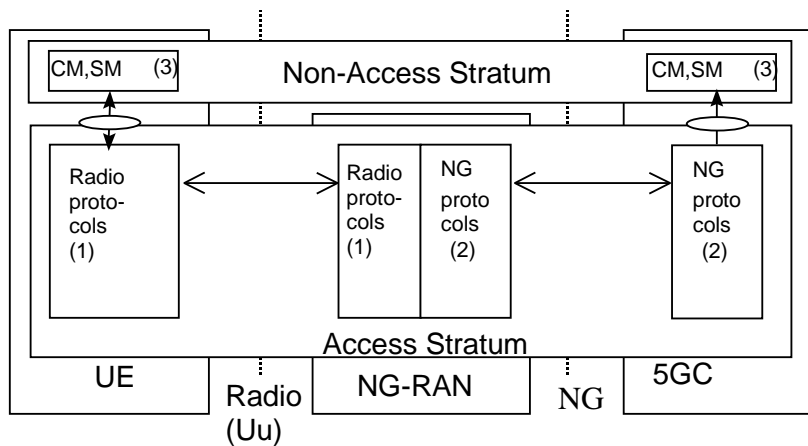 CM,SM (3)
Non-Access Stratum
CM,SM (3)
Radio
proto-
cols
(1)
Radio
proto-
cols
(1)
NG
proto
cols
(2)
NG
proto
cols
(2)
Access Stratum
UE
Radio
(Uu)
NG-RAN
NG
5GC